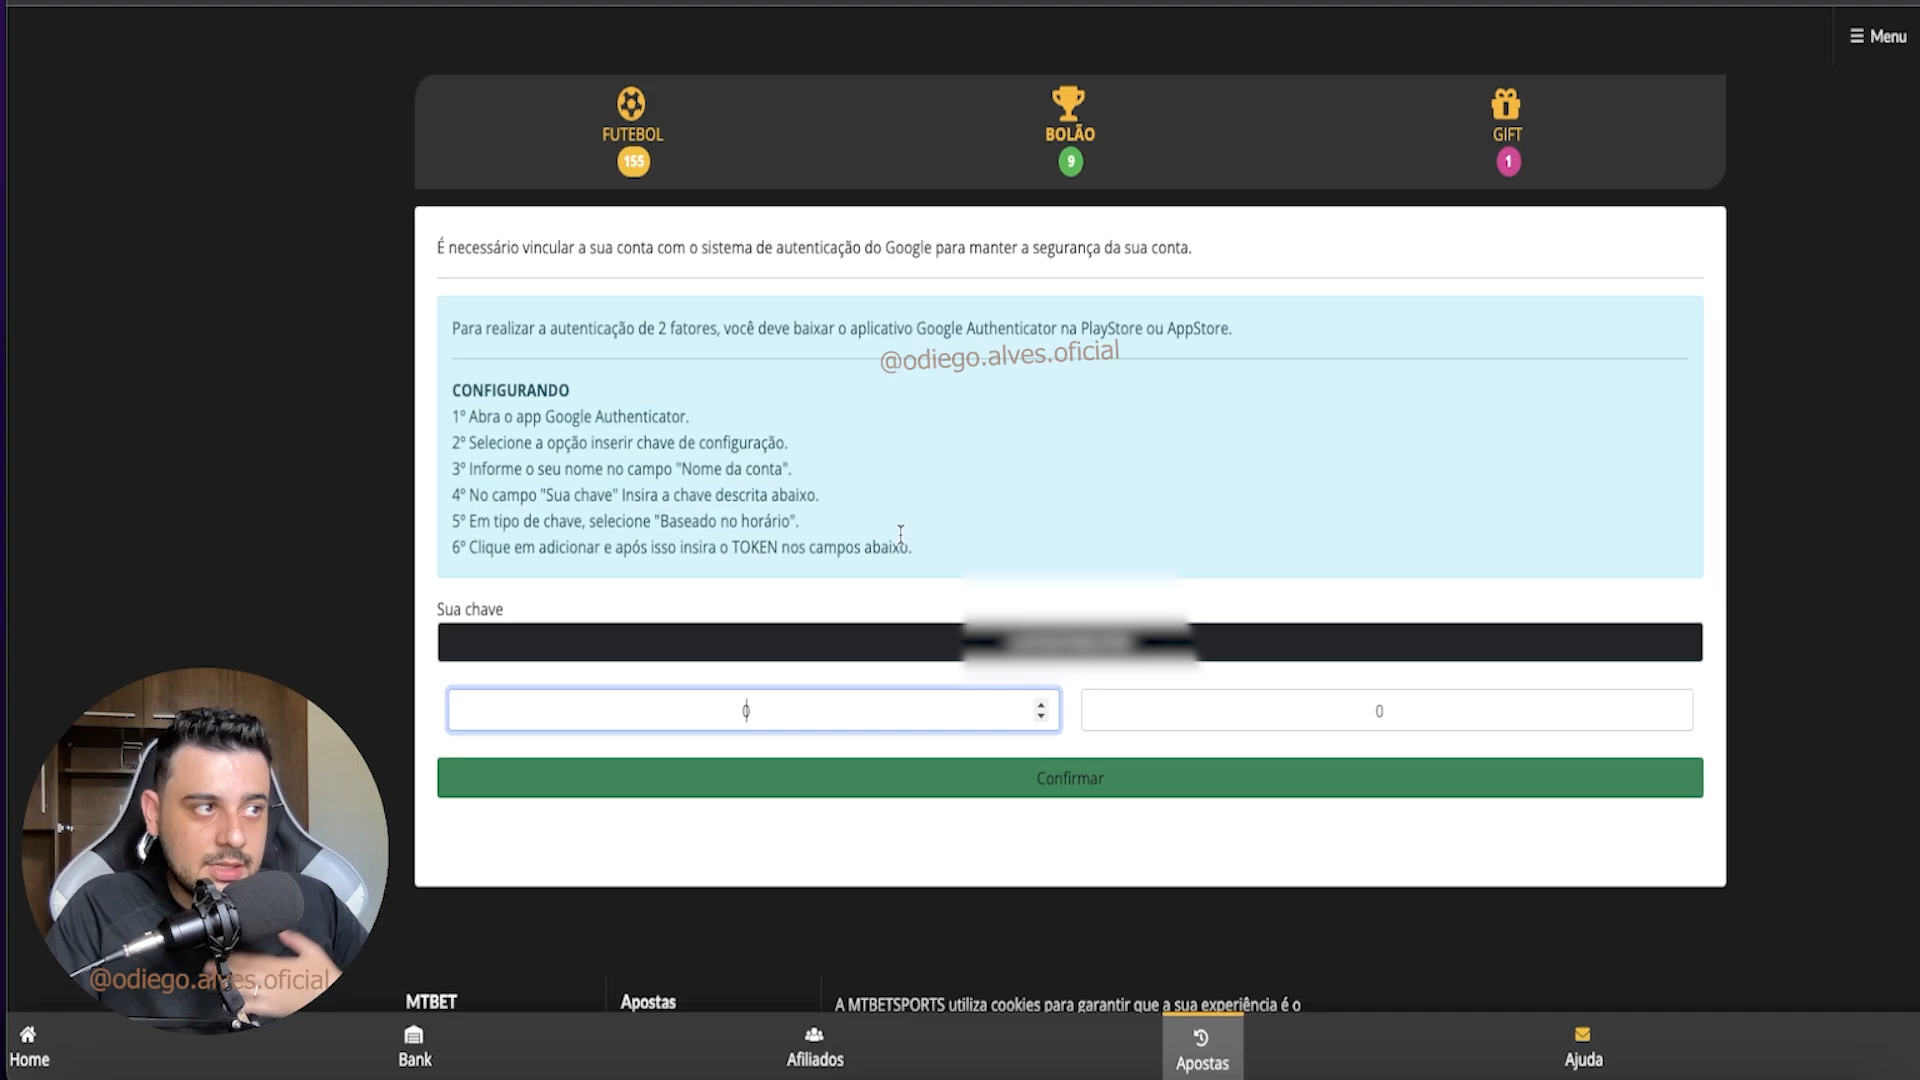 Menu
FUTEBOL
155
BOLÃO
9
GIFT
1
É necessário vincular a sua conta com o sistema de autenticação do Google para manter a segurança da sua conta.
Para realizar a autenticação de 2 fatores, você deve baixar o aplicativo Google Authenticator na PlayStore ou AppStore.
@odiego.alves.oficial
CONFIGURANDO
1º Abra o app Google Authenticator.
2º Selecione a opção inserir chave de configuração.
3º Informe o seu nome no campo "Nome da conta".
4º No campo "Sua chave" Insira a chave descrita abaixo.
5º Em tipo de chave, selecione "Baseado no horário".
6º Clique em adicionar e após isso insira o TOKEN nos campos abaixo.
Sua chave
0
0
Confirmar
@odiego.alves.oficial
MTBET
Apostas
A MTBETSPORTS utiliza cookies para garantir que a sua experiência é o
Home
Bank
Afiliados
Apostas
Ajuda